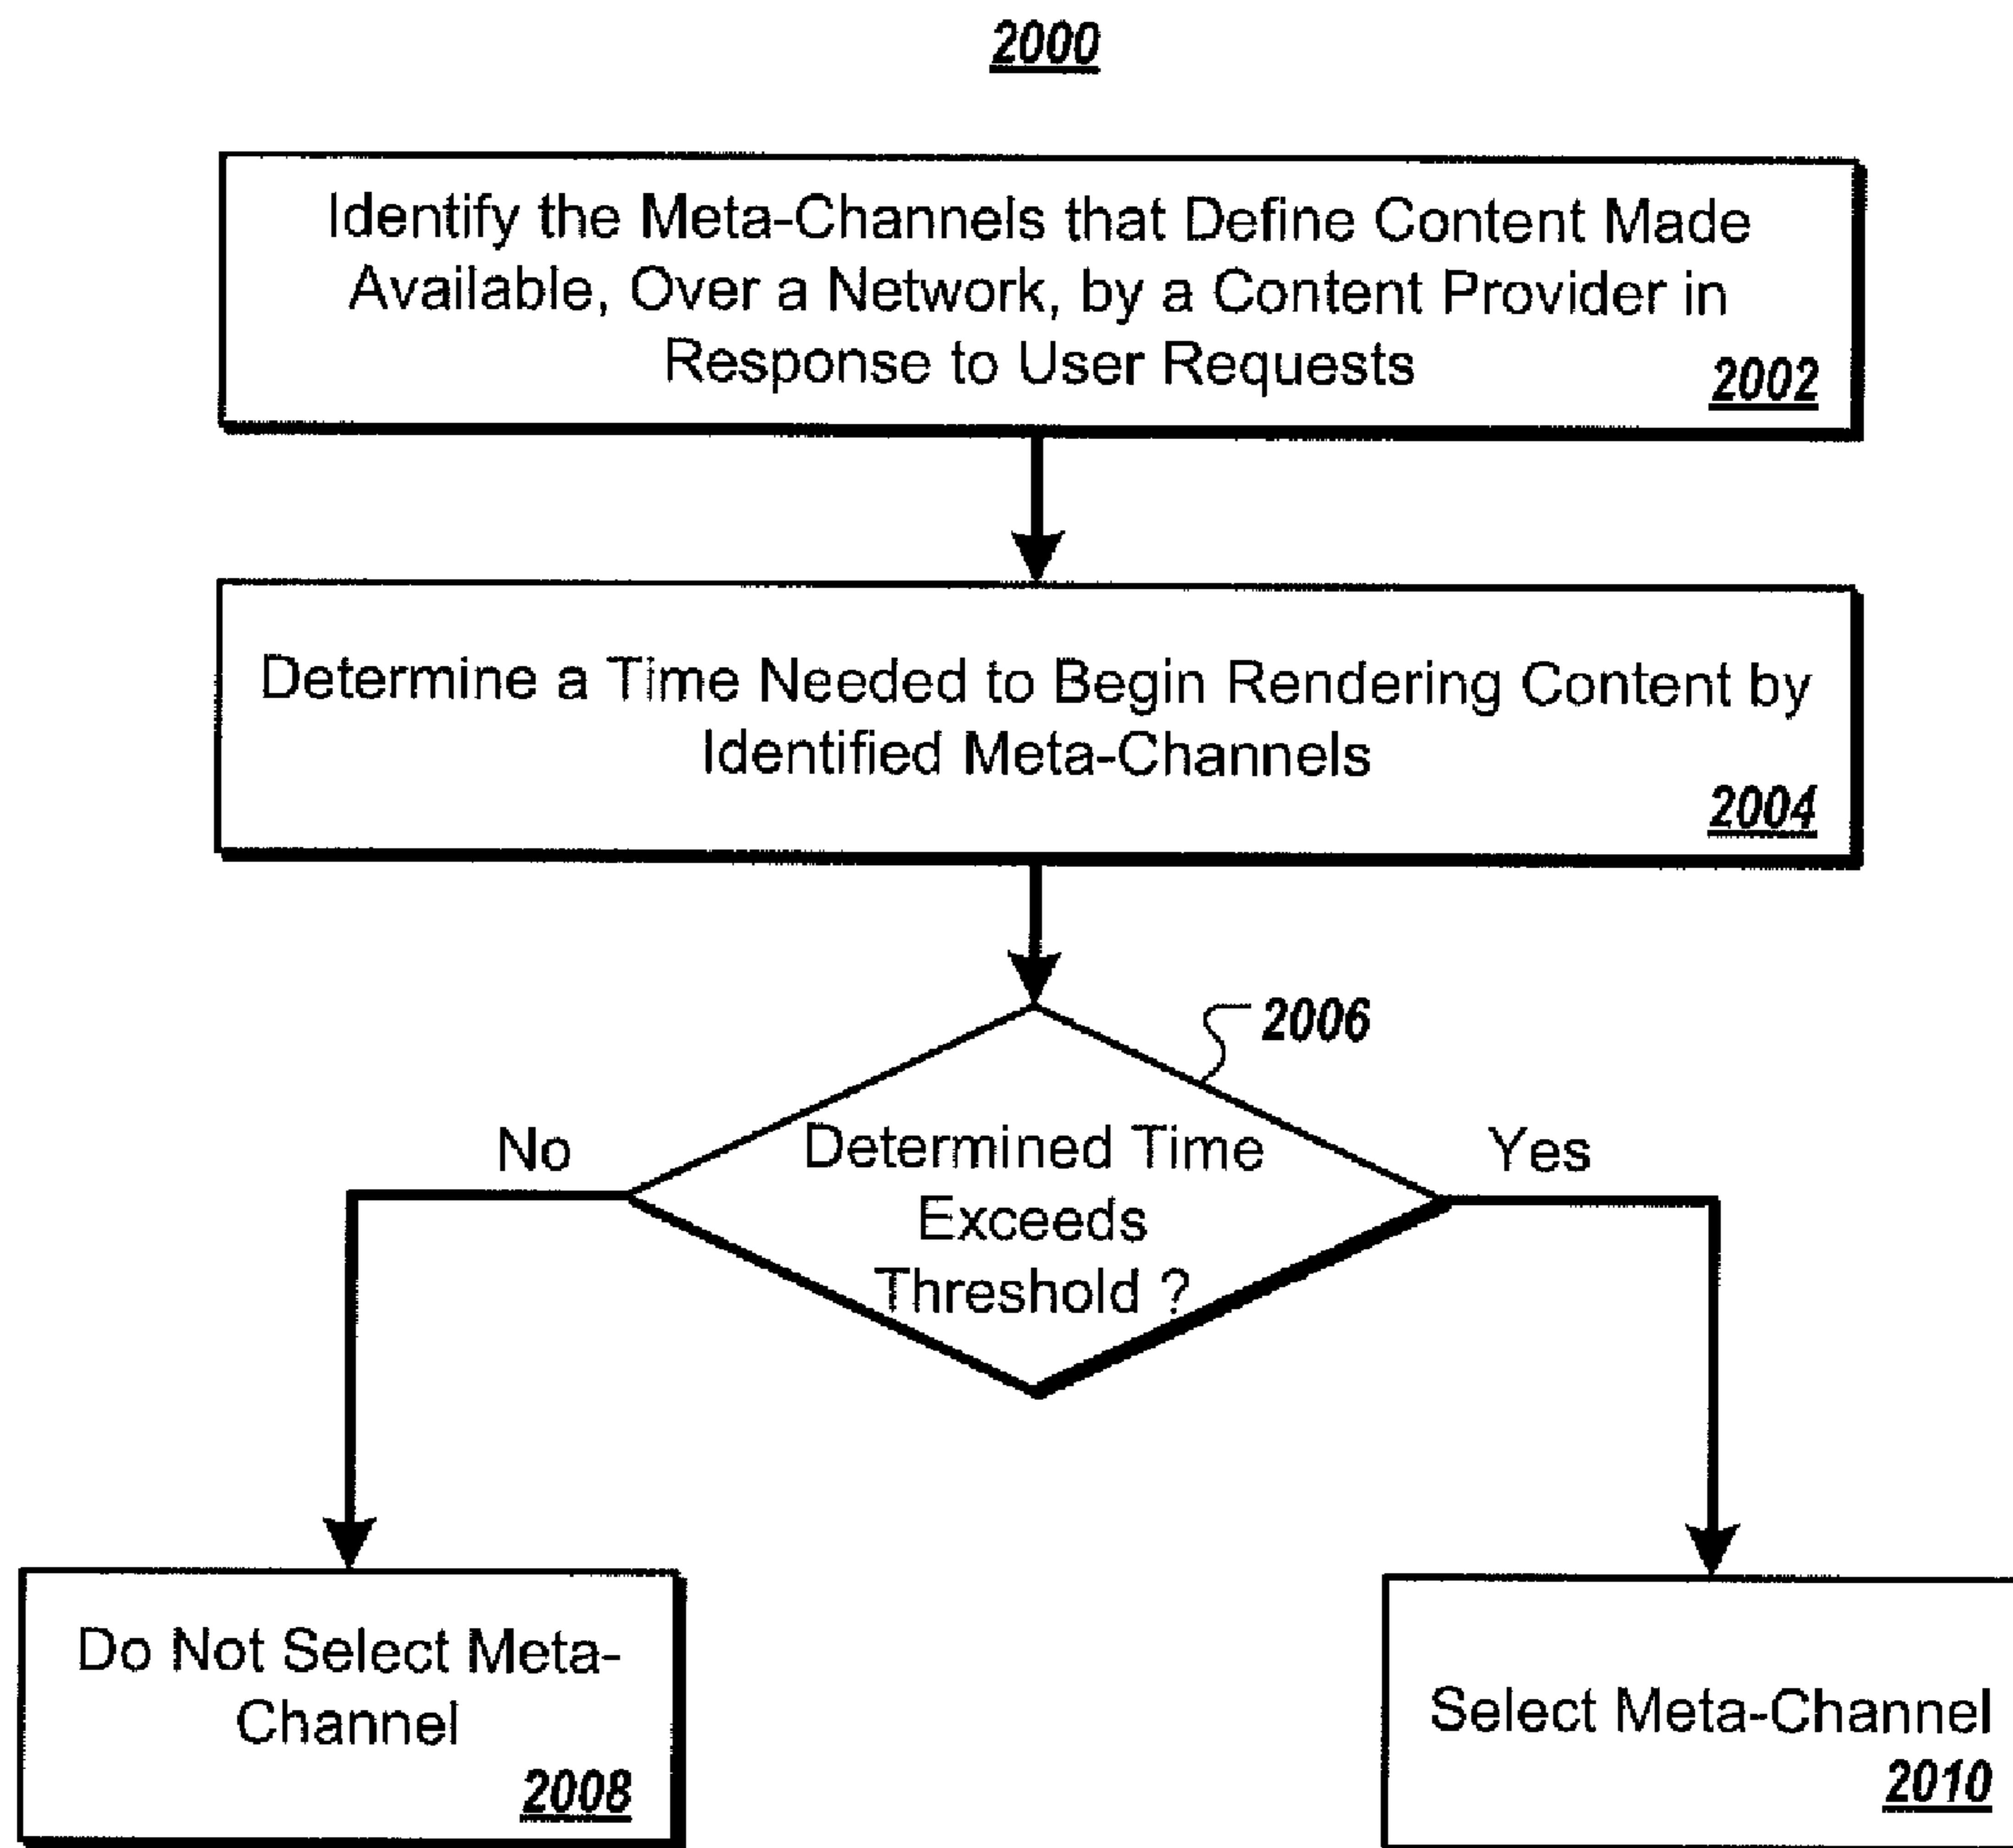 2000
Identify the Meta-Channels that Define Content Made
Available, Over a Network, by a Content Provider in
Response to User Requests
2002
Determine a Time Needed to Begin Rendering Content by
Identified Meta-Channels
2004
2006
Determined Time
Exceeds
Threshold ?
No
Yes
Do Not Select Meta-
Channel
2008
Select Meta-Channel
2010